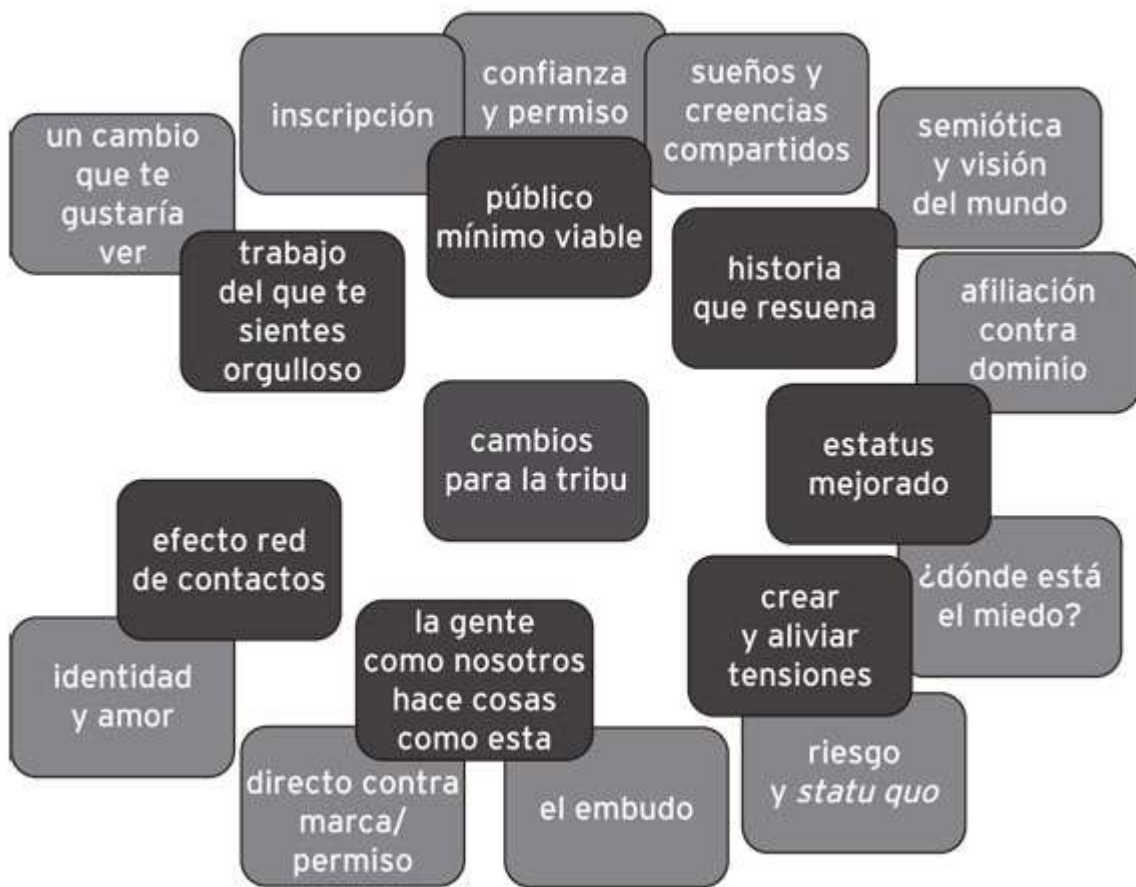 confianza
y permiso
sueños y
creencias
compartidos
inscripción
semiótica
y visión
del mundo
un cambio
que te
gustaría
ver
público
mínimo viable
trabajo
del que te
sientes
orgulloso
historia
que resuena
afiliación
contra
dominio
cambios
para la tribu
estatus
mejorado
efecto red
de contactos
¿dónde está
el miedo?
crear
y aliviar
tensiones
la gente
como nosotros
hace cosas
como esta
identidad
y amor
riesgo
y statu quo
directo contra
marca/
permiso
el embudo